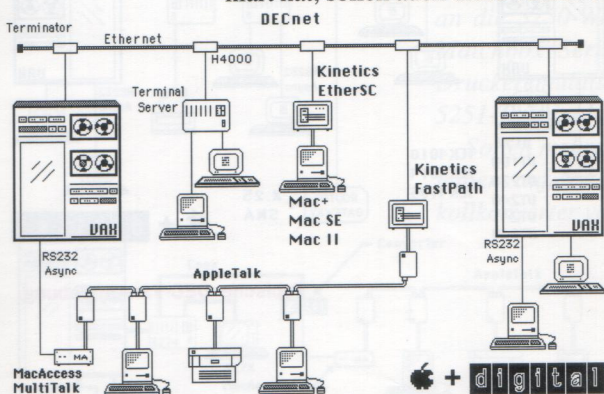 DECnet
Terminator
Ethernet
H4000
Terminal
Server
Kinetics
EtherSC
Kinetics
FastPath
Mac+
Mac SE
Mac II
VAX
VAX
RS232
Async
RS232
Async
AppleTalk
MA
MacAccess
MultiTalk
+ digital